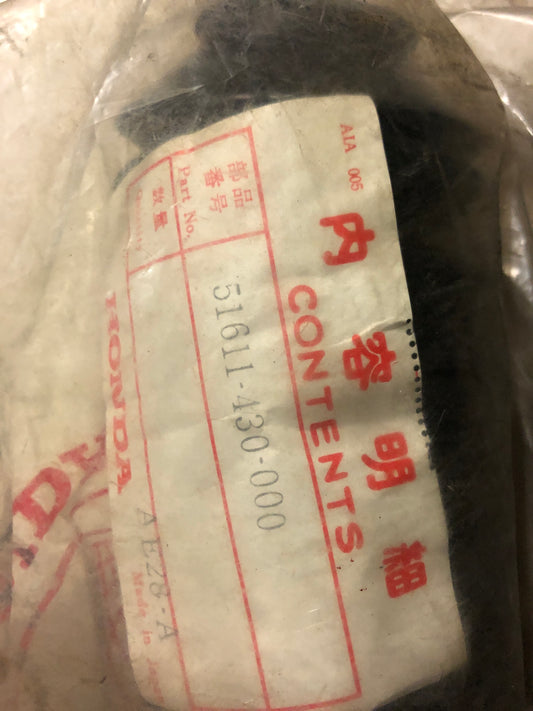 AIA 005
内容明細
CONTENTS
部品
番号
Part No.
51611-430-000
数量
HONDA
AE28-A
Made in